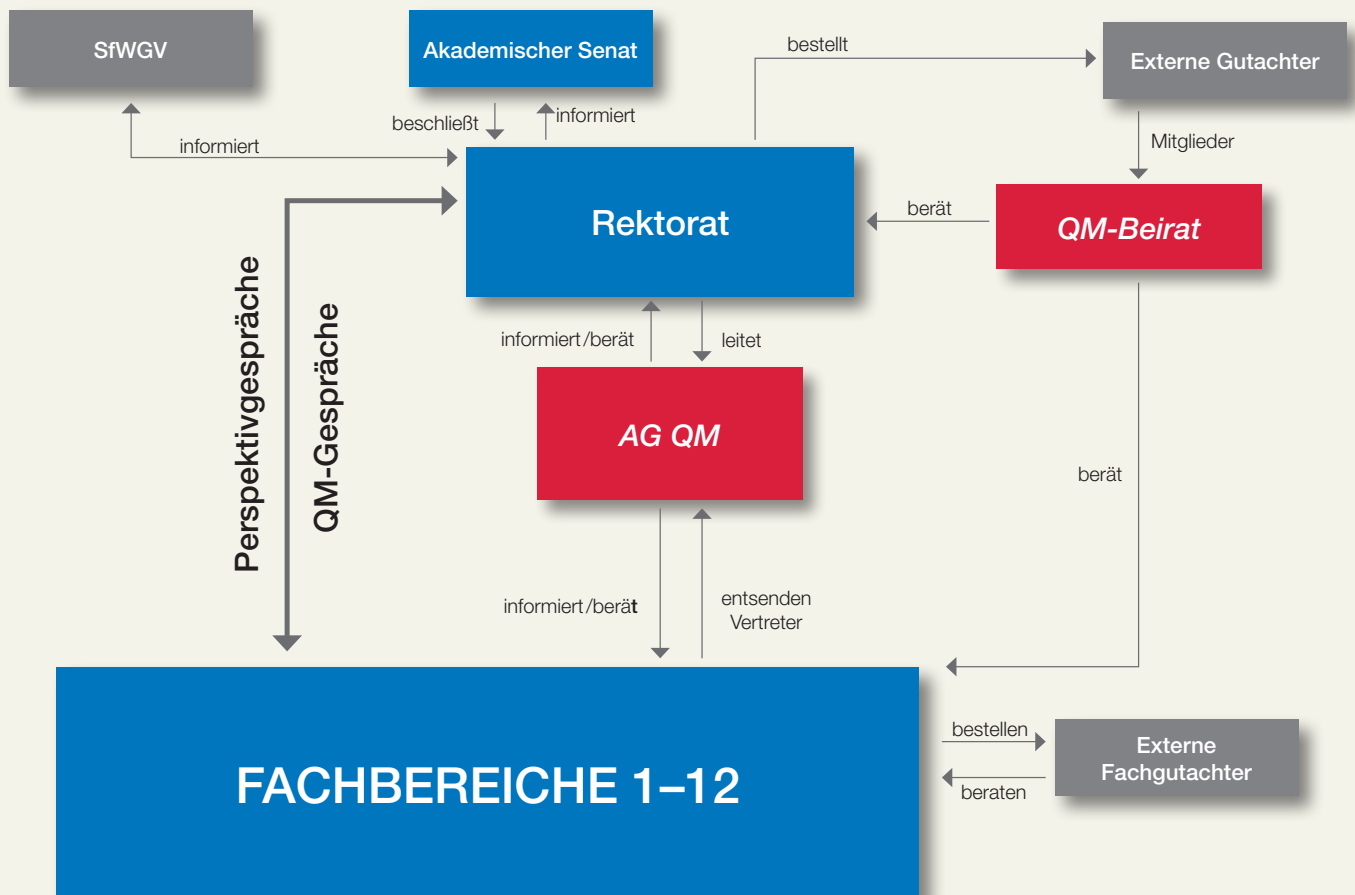 SfWGV
Akademischer Senat
bestellt
Externe Gutachter
beschließt
informiert
informiert
Mitglieder
Rektorat
berät
QM-Beirat
Perspektivgespräche
QM-Gespräche
informiert/berät
leitet
AG QM
berät
informiert/berät
entsenden
Vertreter
FACHBEREICHE 1–12
bestellen
beraten
Externe
Fachgutachter